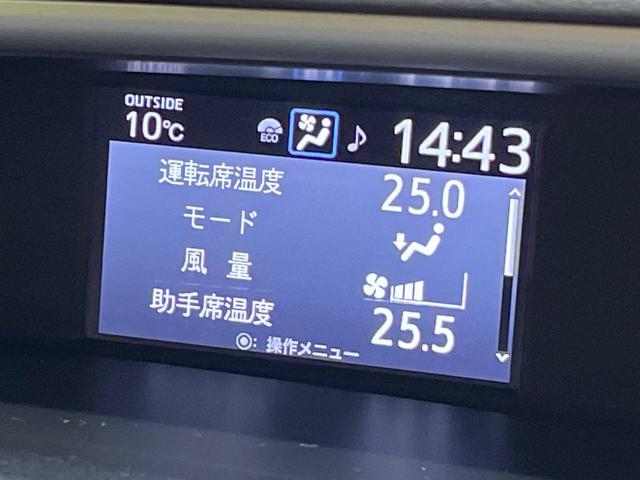 OUTSIDE
10℃
ECO
14:43
運転席温度 25.0
モード
風量
助手席温度 25.5
◉: 操作メニュー